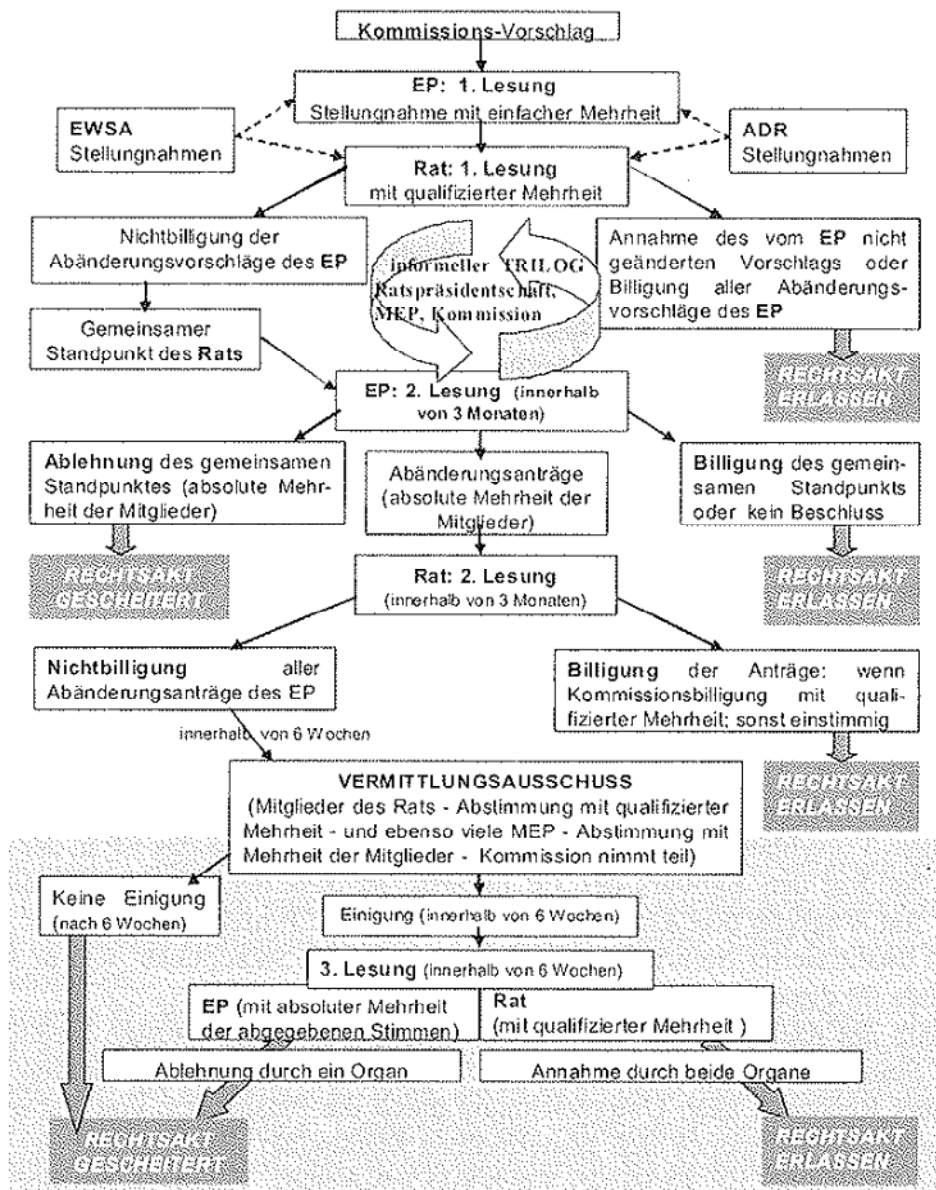 Kommissions-Vorschlag
EP: 1. Lesung
Stellungnahme mit einfacher Mehrheit
EWSA
Stellungnahmen
ADR
Stellungnahmen
Rat: 1. Lesung
mit qualifizierter Mehrheit
Nichtbilligung der
Abänderungsvorschläge des EP
informeller TRILOG
Ratspräsidentschaft,
MEP, Kommission
Annahme des vom EP nicht
geänderten Vorschlags oder
Billigung aller Abänderungs-
vorschläge des EP
Gemeinsamer
Standpunkt des Rats
RECHTSAKT
ERLASSEN
EP: 2. Lesung (innerhalb
von 3 Monaten)
Ablehnung des gemeinsamen
Standpunktes (absolute Mehr-
heit der Mitglieder)
Abänderungsanträge
(absolute Mehrheit der
Mitglieder)
Billigung des gemein-
samen Standpunkts
oder kein Beschluss
RECHTSAKT
GESCHEITERT
Rat: 2. Lesung
(innerhalb von 3 Monaten)
RECHTSAKT
ERLASSEN
Nichtbilligung aller
Abänderungsanträge des EP
Billigung der Anträge: wenn
Kommissionsbilligung mit quali-
fizierter Mehrheit; sonst einstimmig
innerhalb von 6 Wochen
VERMITTLUNGSAUSSCHUSS
(Mitglieder des Rats - Abstimmung mit qualifizierter
Mehrheit - und ebenso viele MEP - Abstimmung mit
Mehrheit der Mitglieder - Kommission nimmt teil)
RECHTSAKT
ERLASSEN
Keine Einigung
(nach 6 Wochen)
Einigung (innerhalb von 6 Wochen)
3. Lesung (innerhalb von 6 Wochen)
EP (mit absoluter Mehrheit
der abgegebenen Stimmen)
Rat
(mit qualifizierter Mehrheit )
Ablehnung durch ein Organ
Annahme durch beide Organe
RECHTSAKT
GESCHEITERT
RECHTSAKT
ERLASSEN